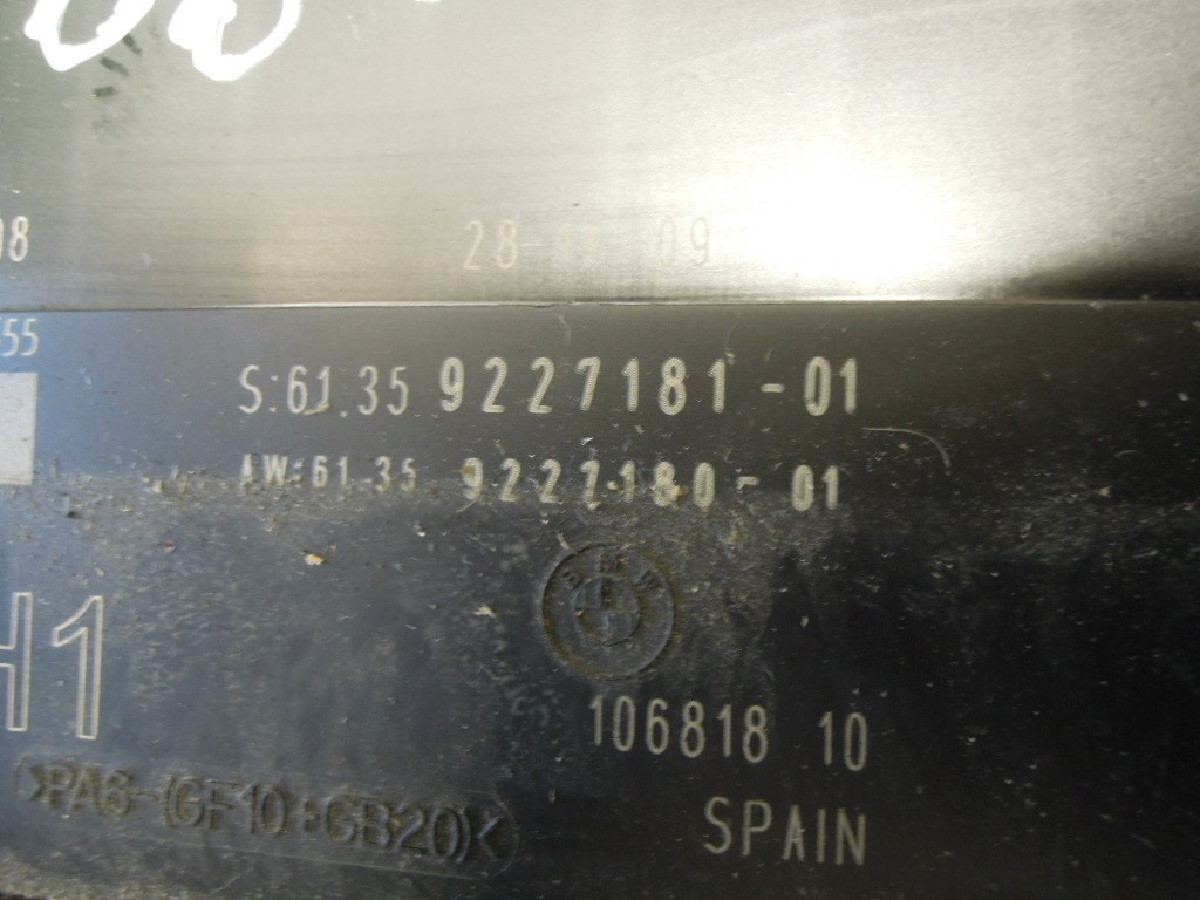 08
28 09
55
S:61.35 9227181-01
AW:61.35 9227180-01
BMW
H1
106818 10
>PA6-(GF10+GB20)<
SPAIN